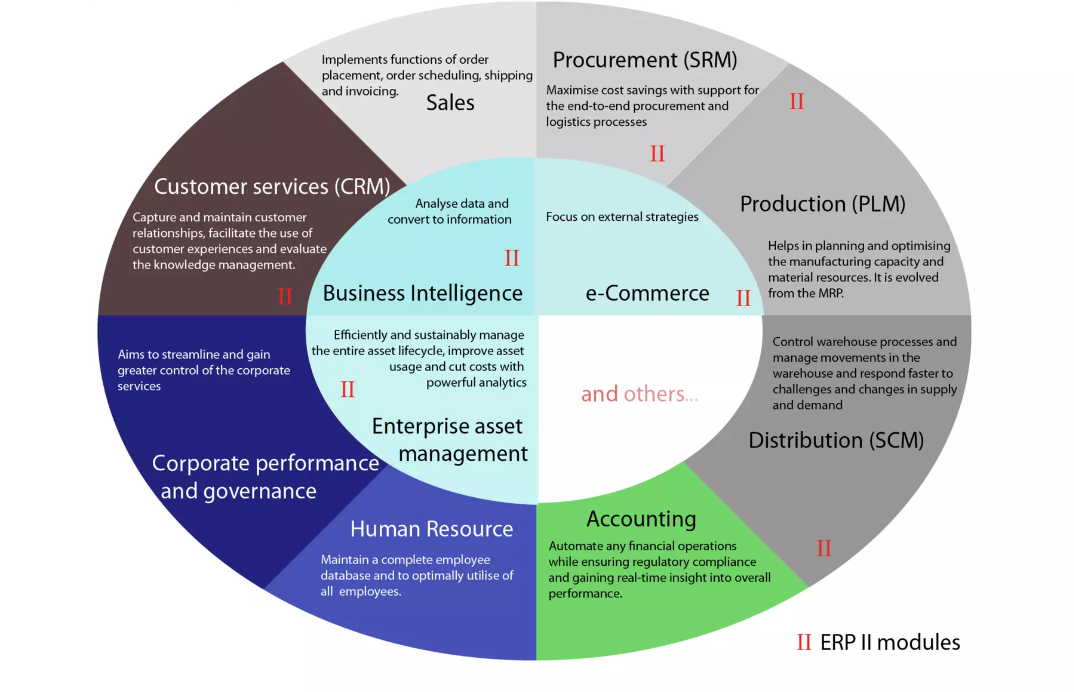 Implements functions of order
placement, order scheduling, shipping
and invoicing.
Sales
Procurement (SRM)
Maximise cost savings with support for
the end-to-end procurement and
logistics processes
II
II
Production (PLM)
Helps in planning and optimising
the manufacturing capacity and
material resources. It is evolved
from the MRP.
Customer services (CRM)
Capture and maintain customer
relationships, facilitate the use of
customer experiences and evaluate
the knowledge management.
II
Analyse data and
convert to information
II
Business Intelligence
Focus on external strategies
e-Commerce
II
Efficiently and sustainably manage
the entire asset lifecycle, improve asset
usage and cut costs with
powerful analytics
II
Enterprise asset
management
and others...
Control warehouse processes and
manage movements in the
warehouse and respond faster to
challenges and changes in supply
and demand
Distribution (SCM)
II
Aims to streamline and gain
greater control of the corporate
services
Corporate performance
and governance
Human Resource
Maintain a complete employee
database and to optimally utilise of
all employees.
Accounting
Automate any financial operations
while ensuring regulatory compliance
and gaining real-time insight into overall
performance.
II ERP II modules